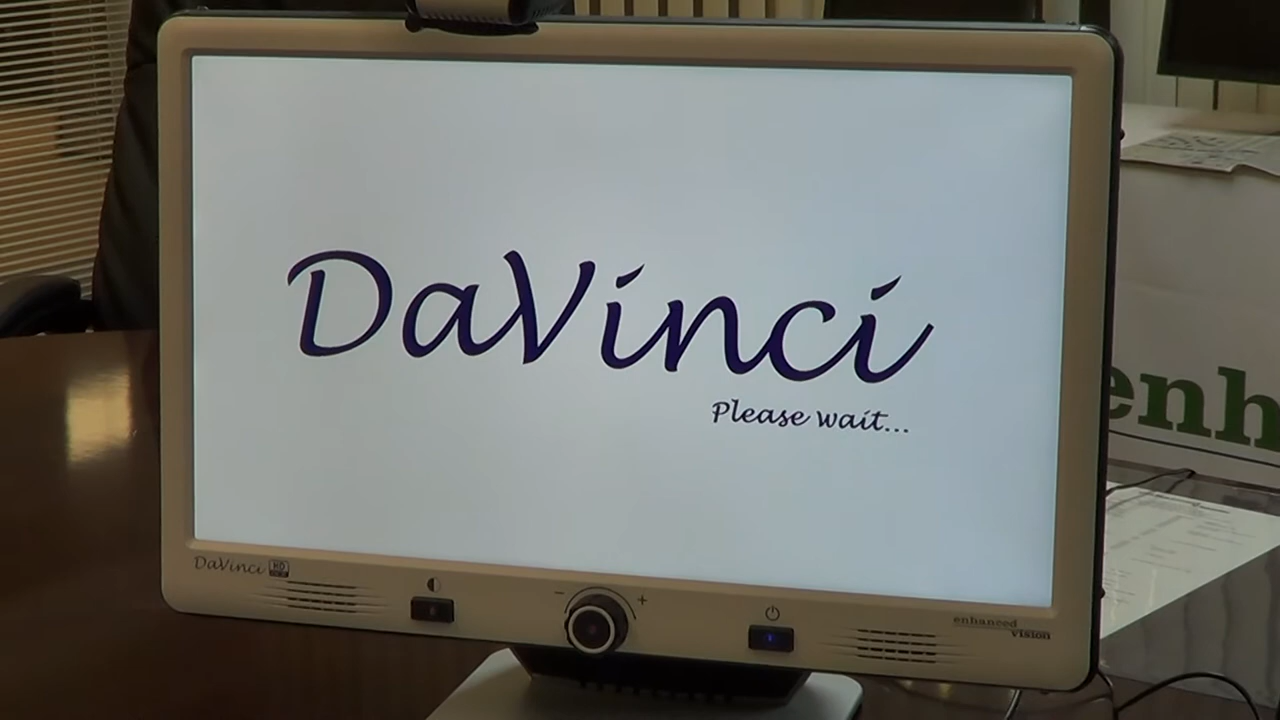 DaVinci
Please wait...
DaVinci HD
enhanced
vision
- +
enh